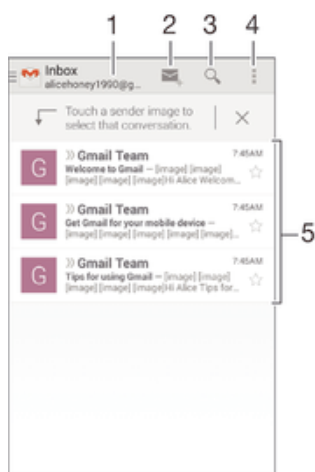 1 2 3 4
Inbox
alicehoney1990@g...
Touch a sender image to
select that conversation.
G
Gmail Team 7:45AM
Welcome to Gmail – [image] [image]
[image] [image] [image]Hi Alice Welcom...
G
Gmail Team 7:45AM
Get Gmail for your mobile device –
[image] [image] [image] [image] [image]...
G
Gmail Team 7:45AM
Tips for using Gmail – [image] [image]
[image] [image] [image]Hi Alice Tips for...
5